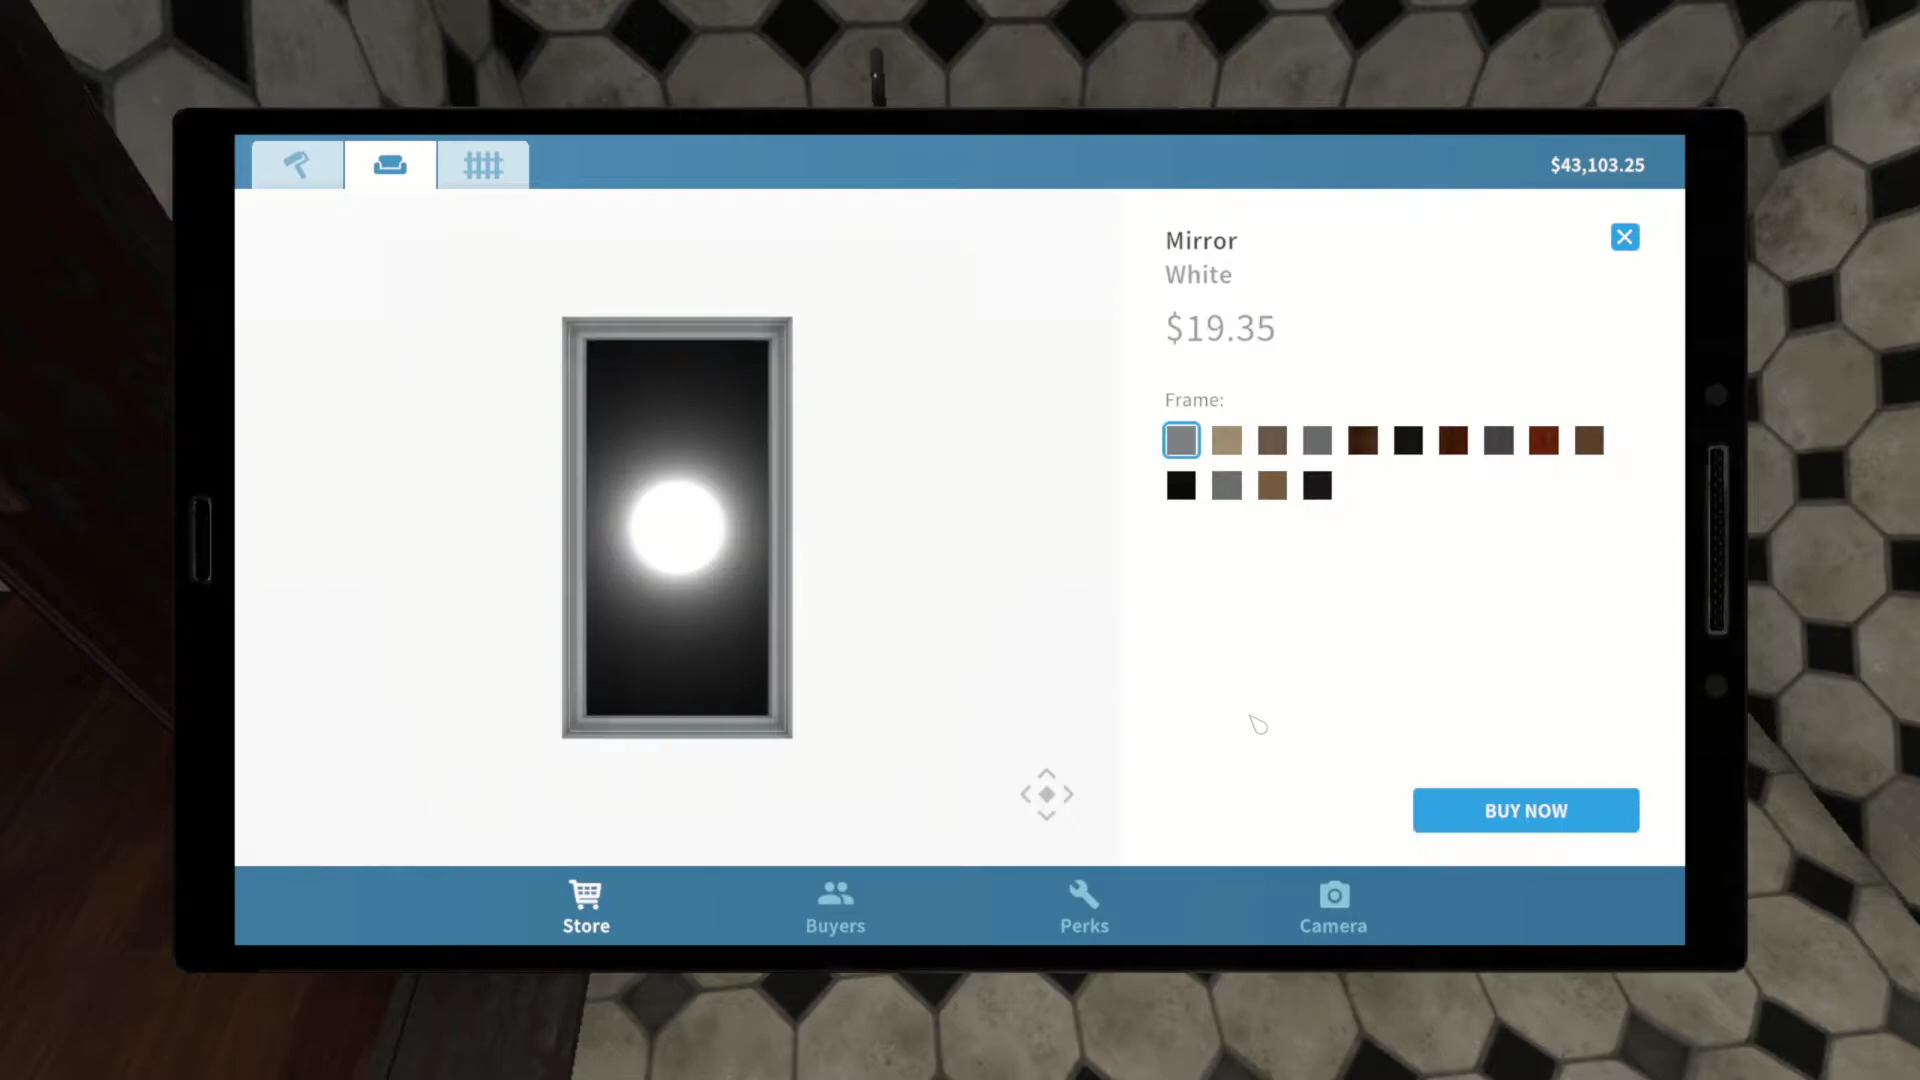 $43,103.25
Mirror
White
$19.35
Frame:
BUY NOW
Store
Buyers
Perks
Camera